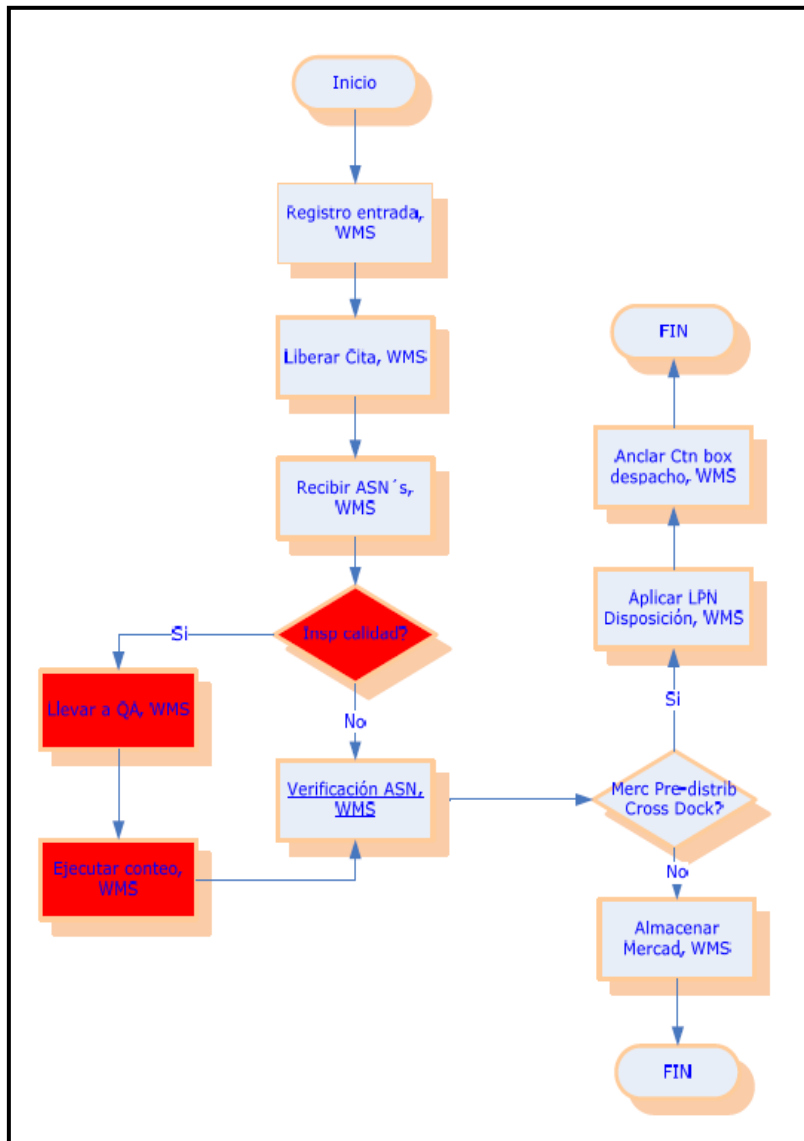 Inicio
Registro entrada,
WMS
Liberar Cita, WMS
Recibir ASN´s,
WMS
Insp calidad?
Si
Llevar a QA, WMS
Ejecutar conteo,
WMS
No
Verificación ASN,
WMS
Merc Pre-distrib
Cross Dock?
Si
Aplicar LPN
Disposición, WMS
Anclar Ctn box
despacho, WMS
FIN
No
Almacenar
Mercad, WMS
FIN